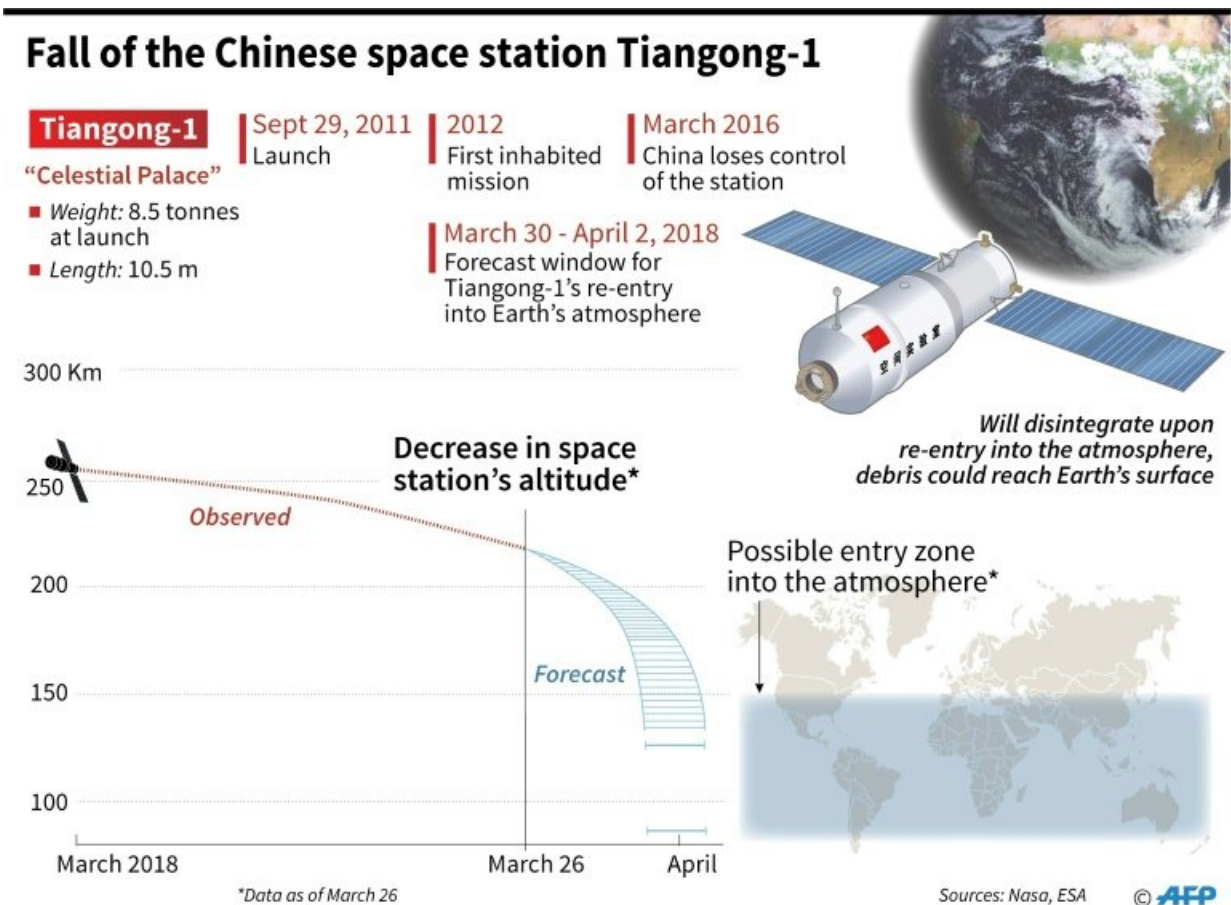 Fall of the Chinese space station Tiangong-1
Tiangong-1
“Celestial Palace”
Weight: 8.5 tonnes
at launch
Length: 10.5 m
Sept 29, 2011
Launch
2012
First inhabited
mission
March 2016
China loses control
of the station
March 30 - April 2, 2018
Forecast window for
Tiangong-1’s re-entry
into Earth’s atmosphere
空间实验室
Will disintegrate upon
re-entry into the atmosphere,
debris could reach Earth’s surface
300 Km
250
200
150
100
Decrease in space
station’s altitude*
Observed
Forecast
March 2018
March 26
April
Possible entry zone
into the atmosphere*
*Data as of March 26
Sources: Nasa, ESA
© AFP